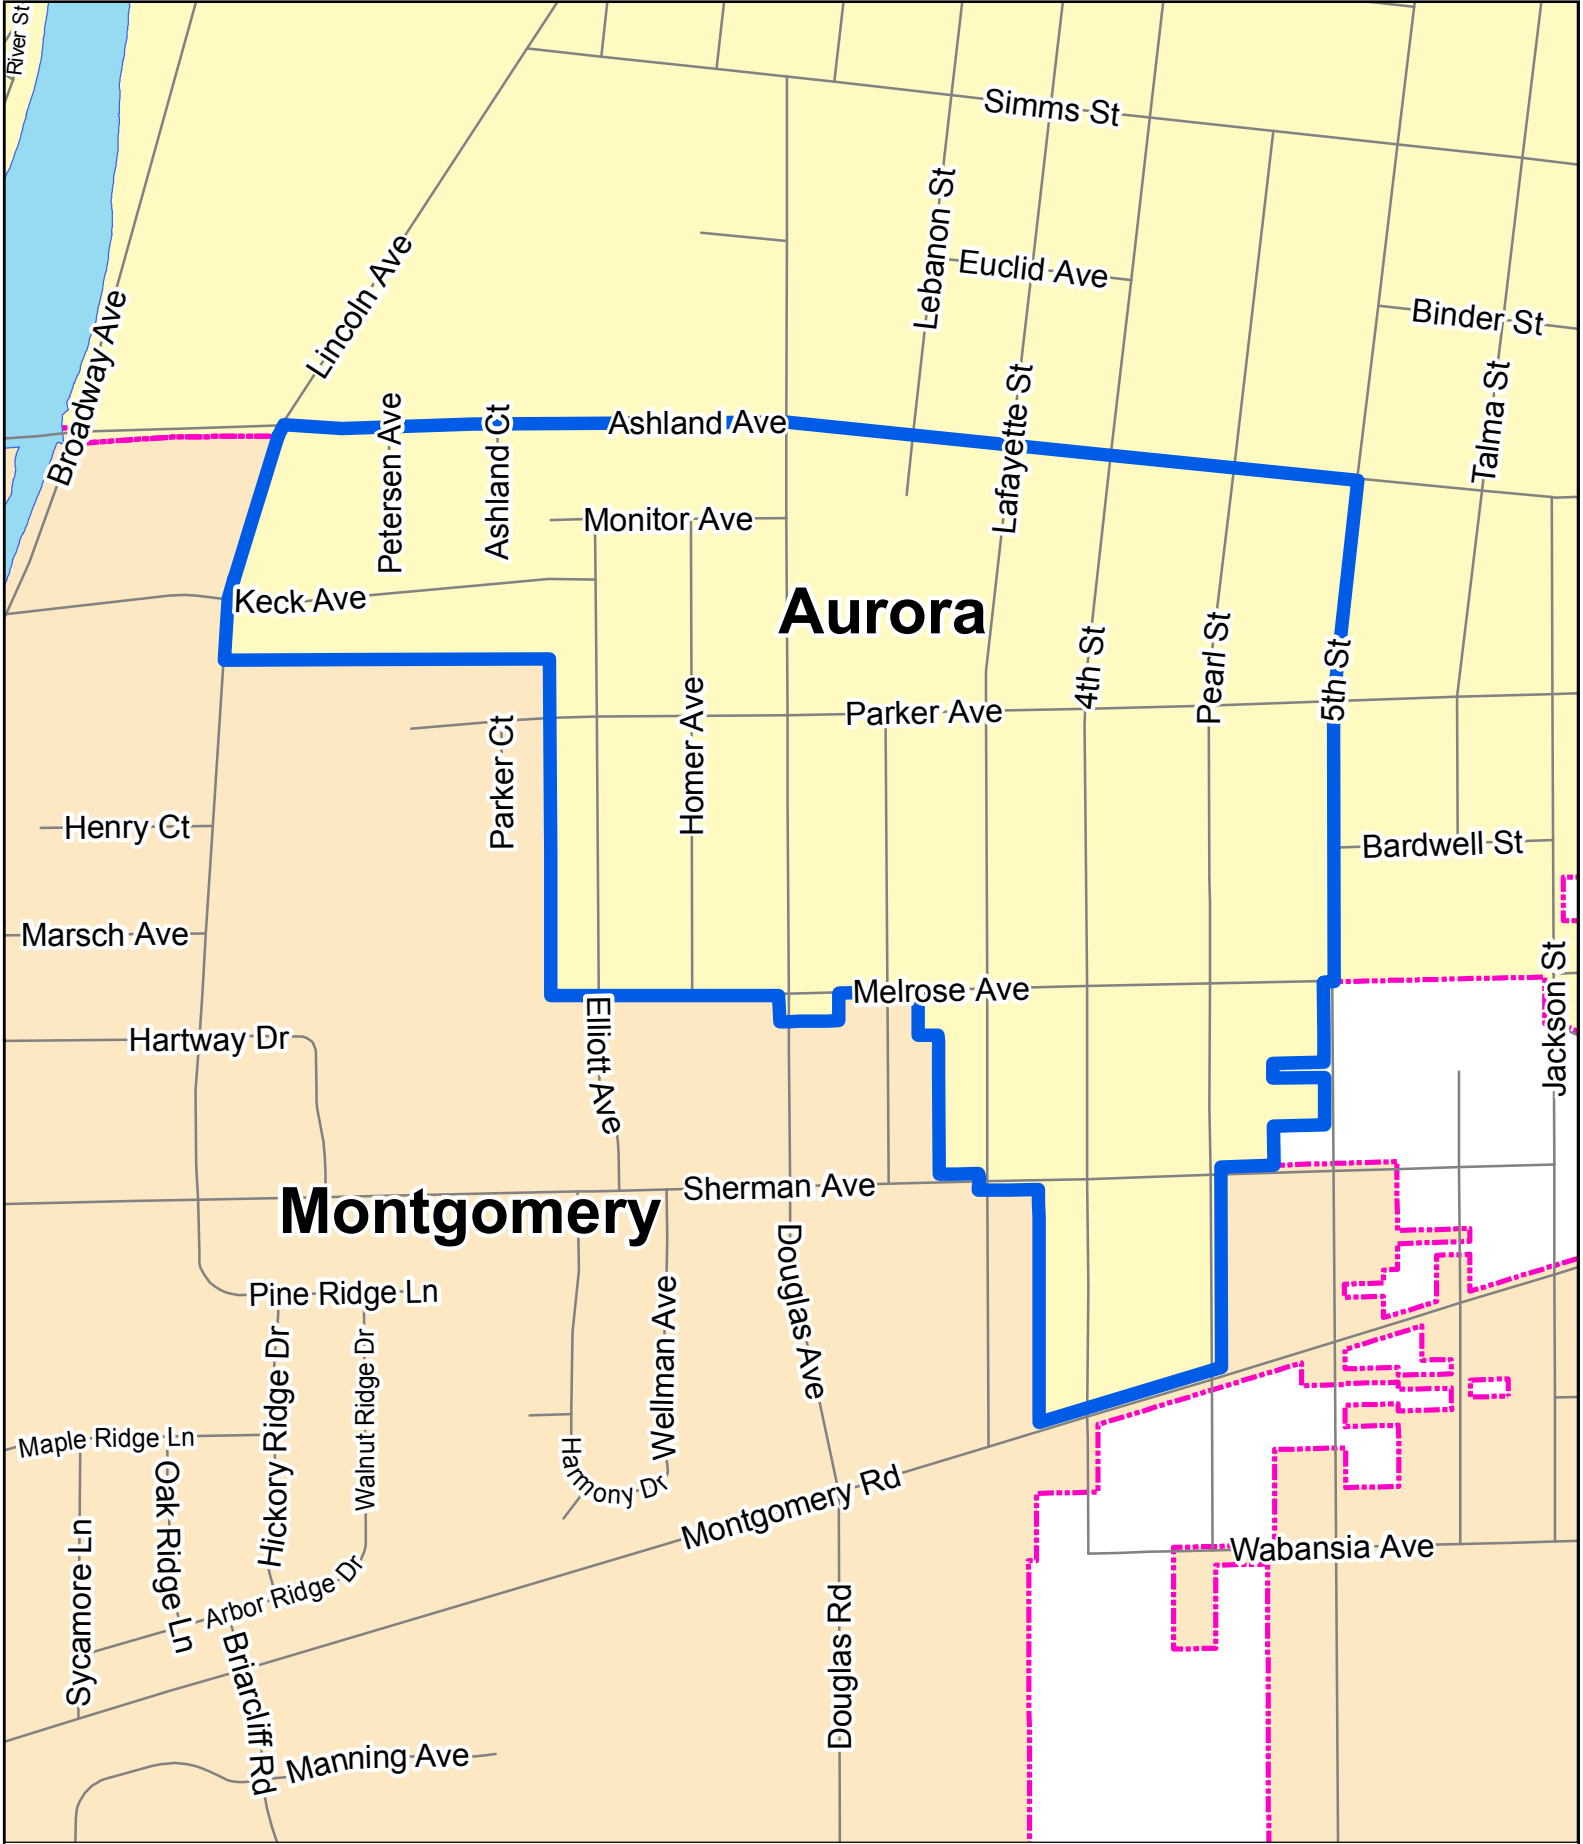 River St
Simms St
Lebanon St
Euclid Ave
Lincoln Ave
Broadway Ave
Binder St
Lafayette St
Talma St
Petersen Ave
Ashland Ct
Ashland Ave
Monitor Ave
Keck Ave
Aurora
4th St
Pearl St
5th St
Parker Ave
Homer Ave
Parker Ct
Henry Ct
Bardwell St
Marsch Ave
Melrose Ave
Jackson St
Hartway Dr
Elliott Ave
Sherman Ave
Montgomery
Douglas Ave
Pine Ridge Ln
Hickory Ridge Dr
Walnut Ridge Dr
Wellman Ave
Maple Ridge Ln
Oak Ridge Ln
Harmony Dr
Montgomery Rd
Sycamore Ln
Arbor Ridge Dr
Wabansia Ave
Douglas Rd
Briarcliff Rd
Manning Ave